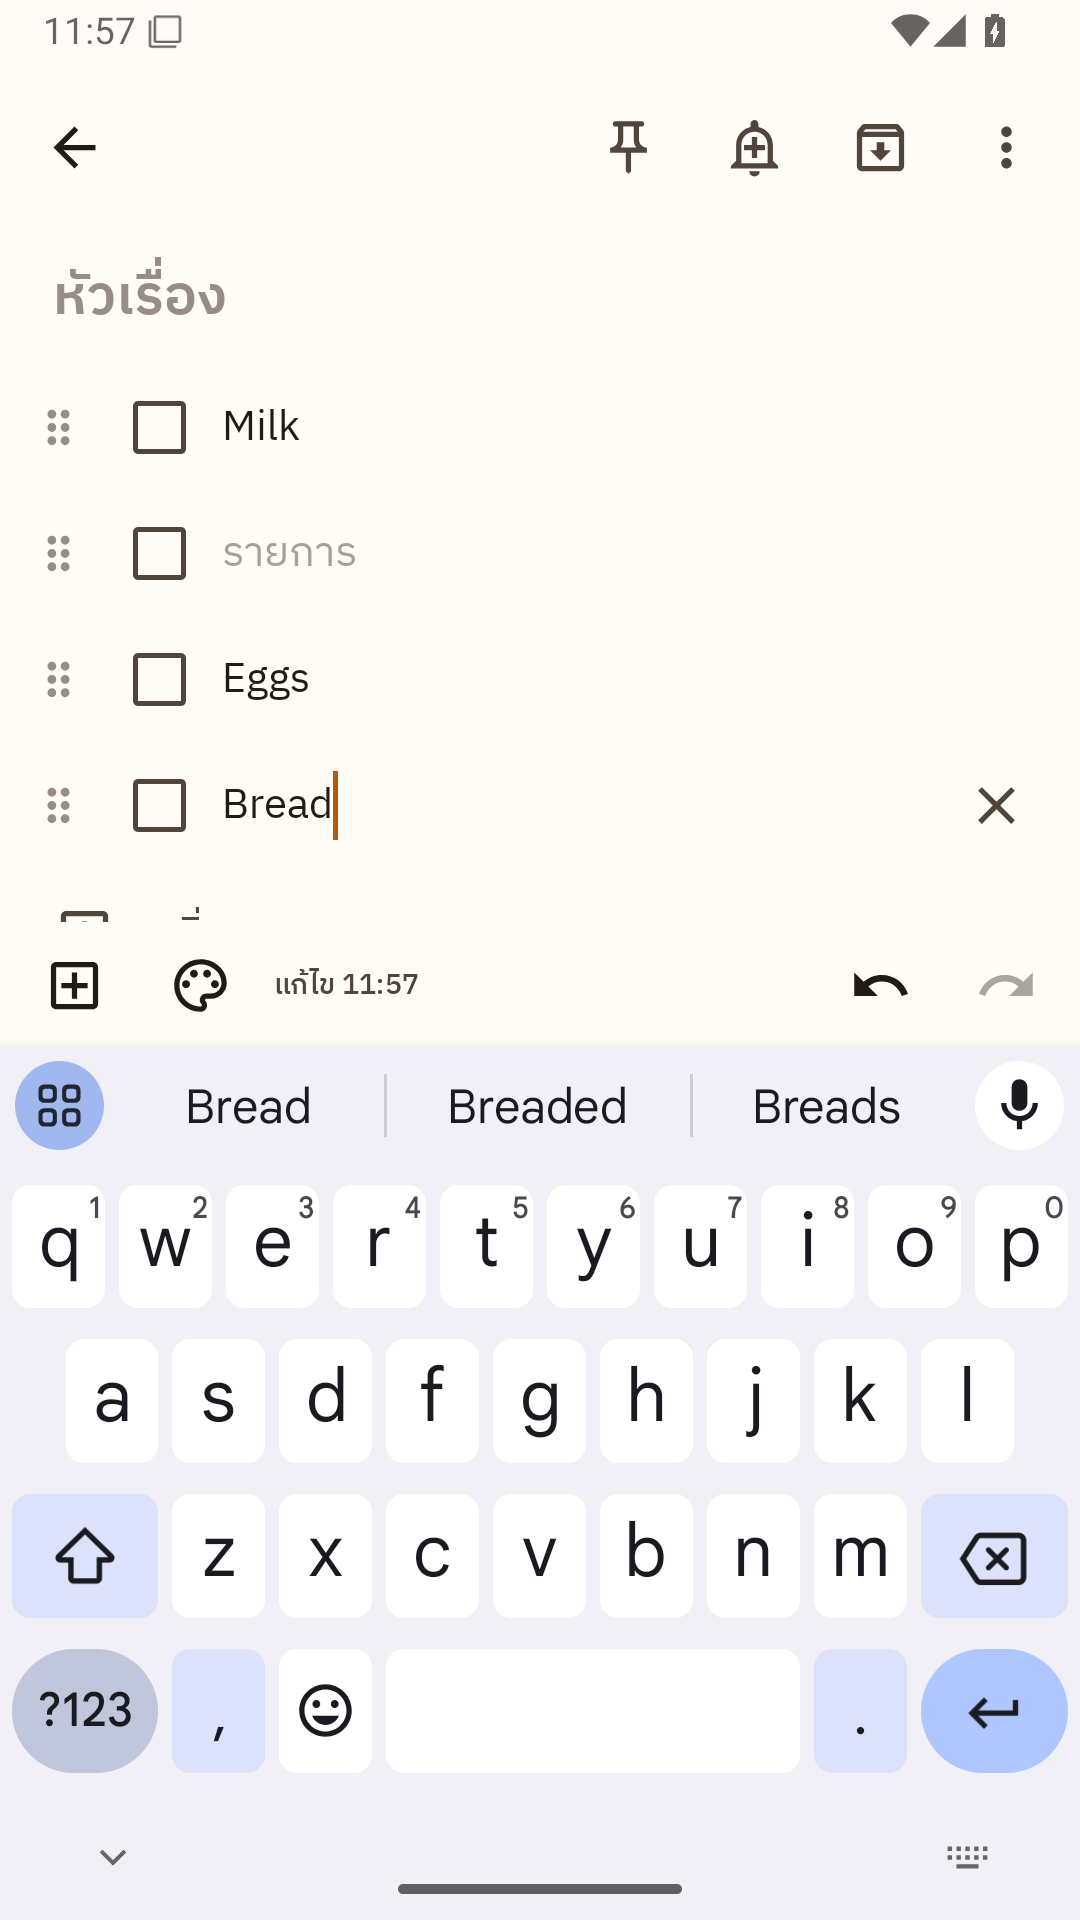 11:57
หัวเรื่อง
Milk
รายการ
Eggs
Bread
แก้ไข 11:57
Bread Breaded Breads
q1 w2 e3 r4 t5 y6 u7 i8 o9 p0
a s d f g h j k l
z x c v b n m
?123 , .